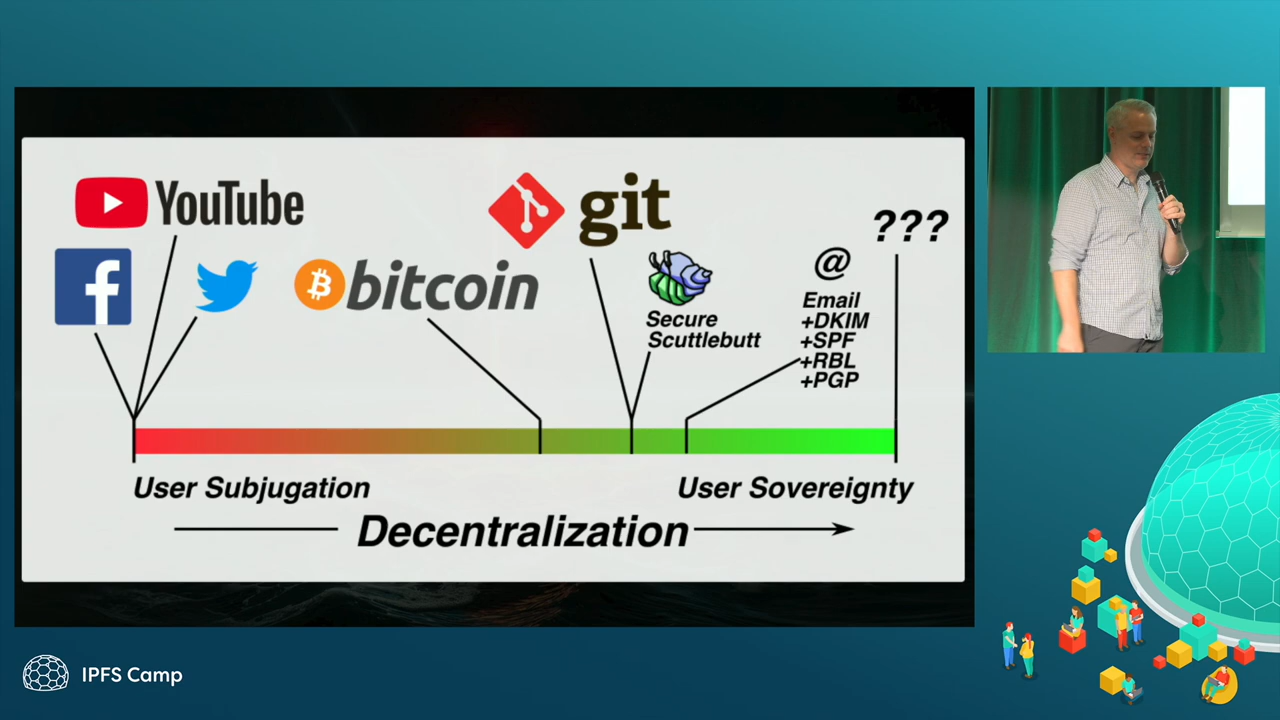 YouTube
git
???
f
bitcoin
@
Email
+DKIM
+SPF
+RBL
+PGP
Secure
Scuttlebutt
User Subjugation
User Sovereignty
Decentralization
IPFS Camp